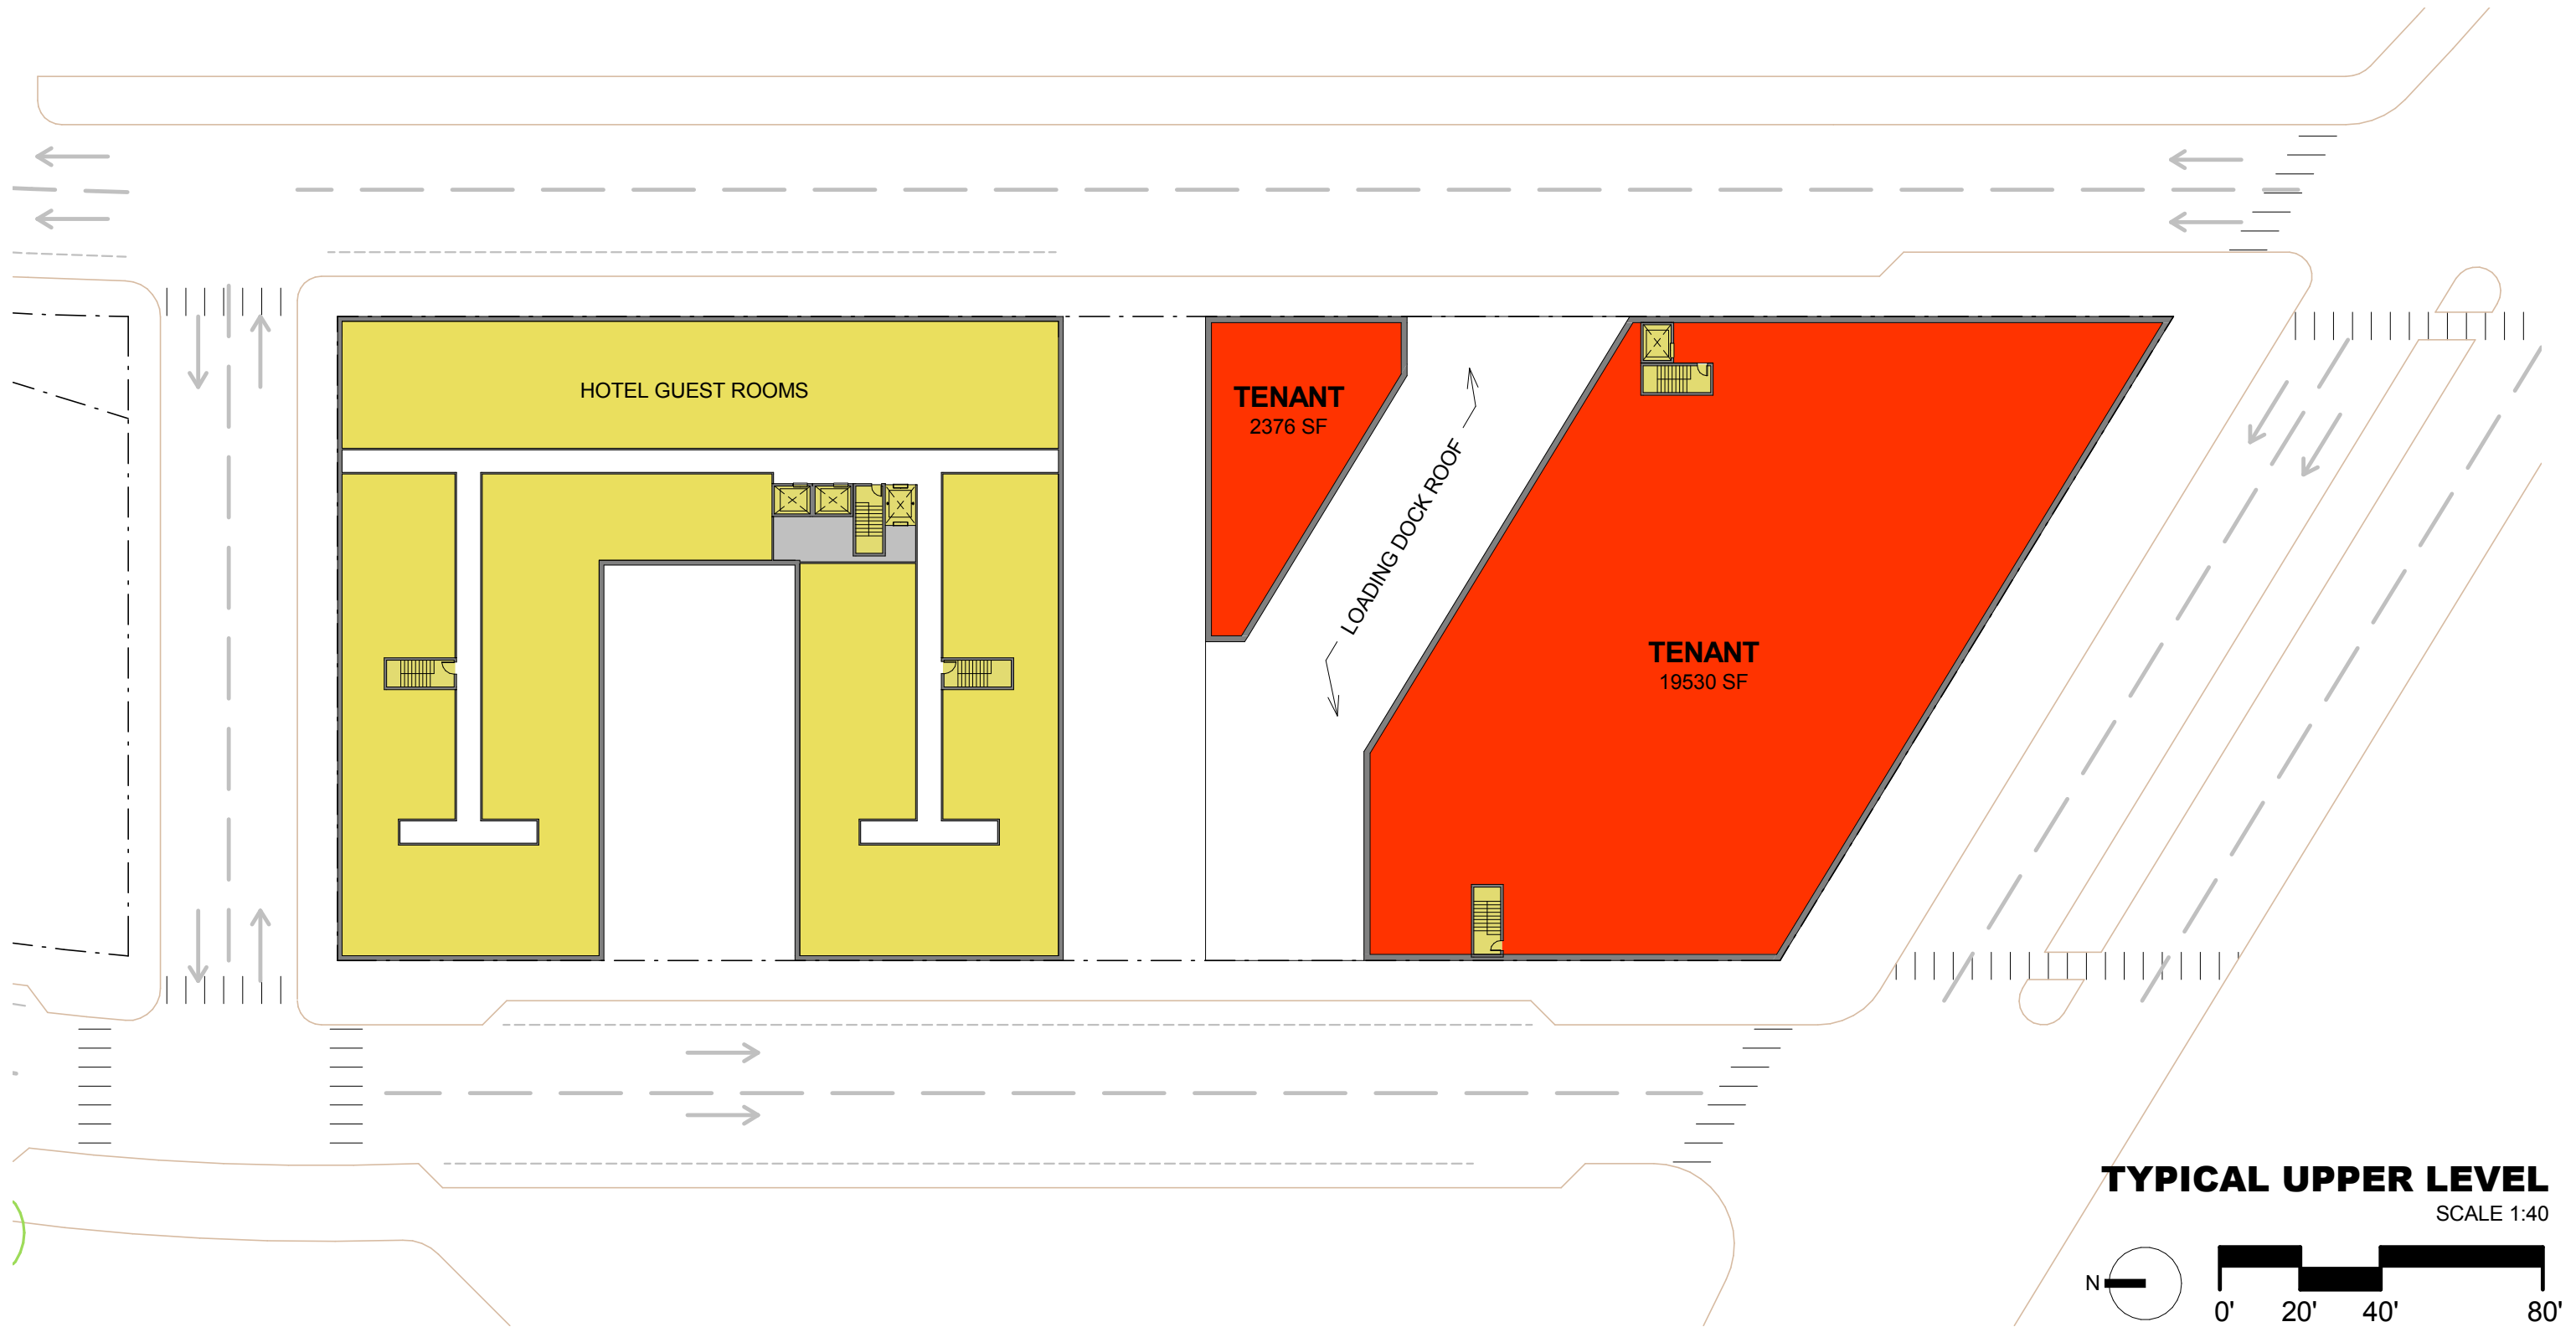 HOTEL GUEST ROOMS
TENANT
2376 SF
LOADING DOCK ROOF
TENANT
19530 SF
TYPICAL UPPER LEVEL
SCALE 1:40
N
0' 20' 40' 80'